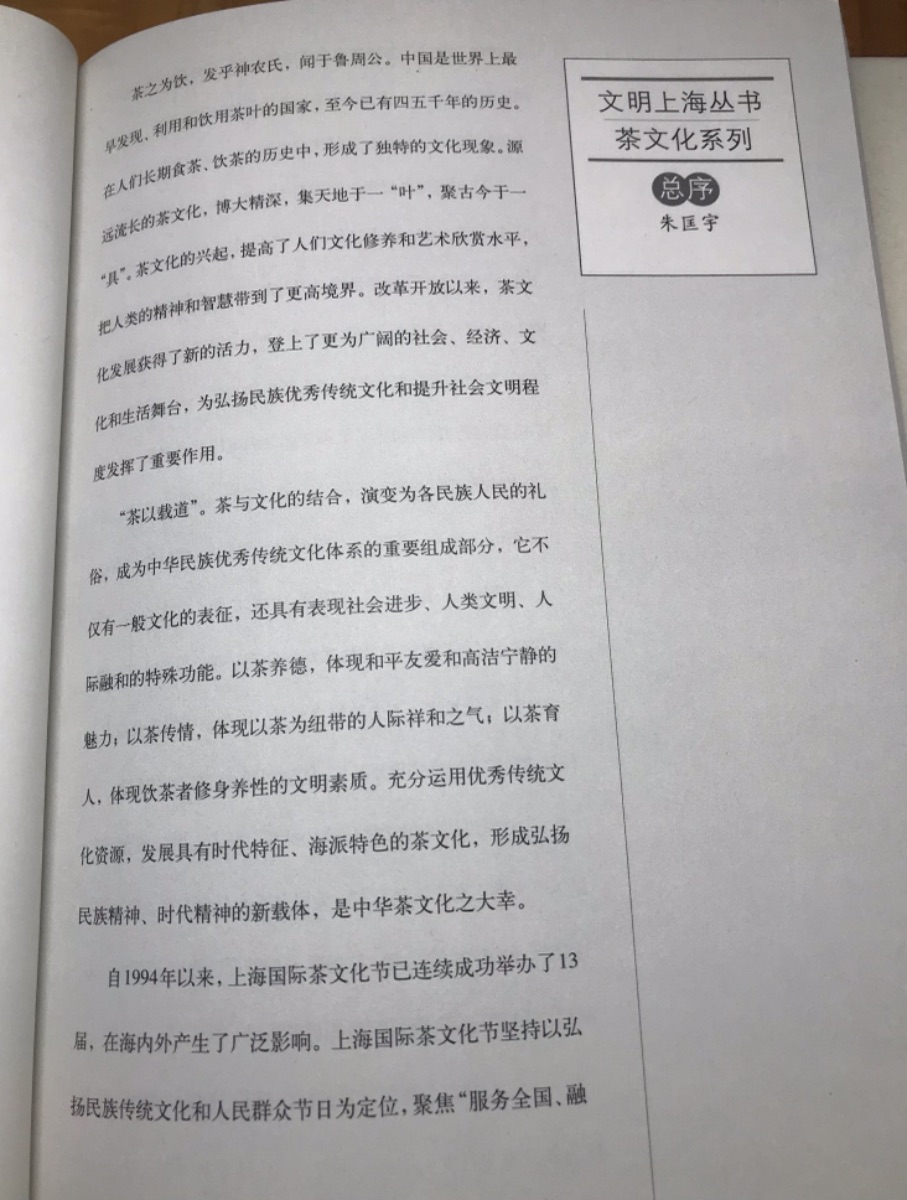 文明上海丛书
茶文化系列
总序
朱匡宇
茶之为饮，发乎神农氏，闻于鲁周公。中国是世界上最
早发现、利用和饮用茶叶的国家，至今已有四五千年的历史。
在人们长期食茶、饮茶的历史中，形成了独特的文化现象。源
远流长的茶文化，博大精深，集天地于一“叶”，聚古今于一
“具”。茶文化的兴起，提高了人们文化修养和艺术欣赏水平，
把人类的精神和智慧带到了更高境界。改革开放以来，茶文
化发展获得了新的活力，登上了更为广阔的社会、经济、文
化和生活舞台，为弘扬民族优秀传统文化和提升社会文明程
度发挥了重要作用。
“茶以载道”。茶与文化的结合，演变为各民族人民的礼
俗，成为中华民族优秀传统文化体系的重要组成部分，它不
仅有一般文化的表征，还具有表现社会进步、人类文明、人
际融和的特殊功能。以茶养德，体现和平友爱和高洁宁静的
魅力；以茶传情，体现以茶为纽带的人际祥和之气；以茶育
人，体现饮茶者修身养性的文明素质。充分运用优秀传统文
化资源，发展具有时代特征、海派特色的茶文化，形成弘扬
民族精神、时代精神的新载体，是中华茶文化之大幸。
自1994年以来，上海国际茶文化节已连续成功举办了13
届，在海内外产生了广泛影响。上海国际茶文化节坚持以弘
扬民族传统文化和人民群众节日为定位，聚焦“服务全国、融